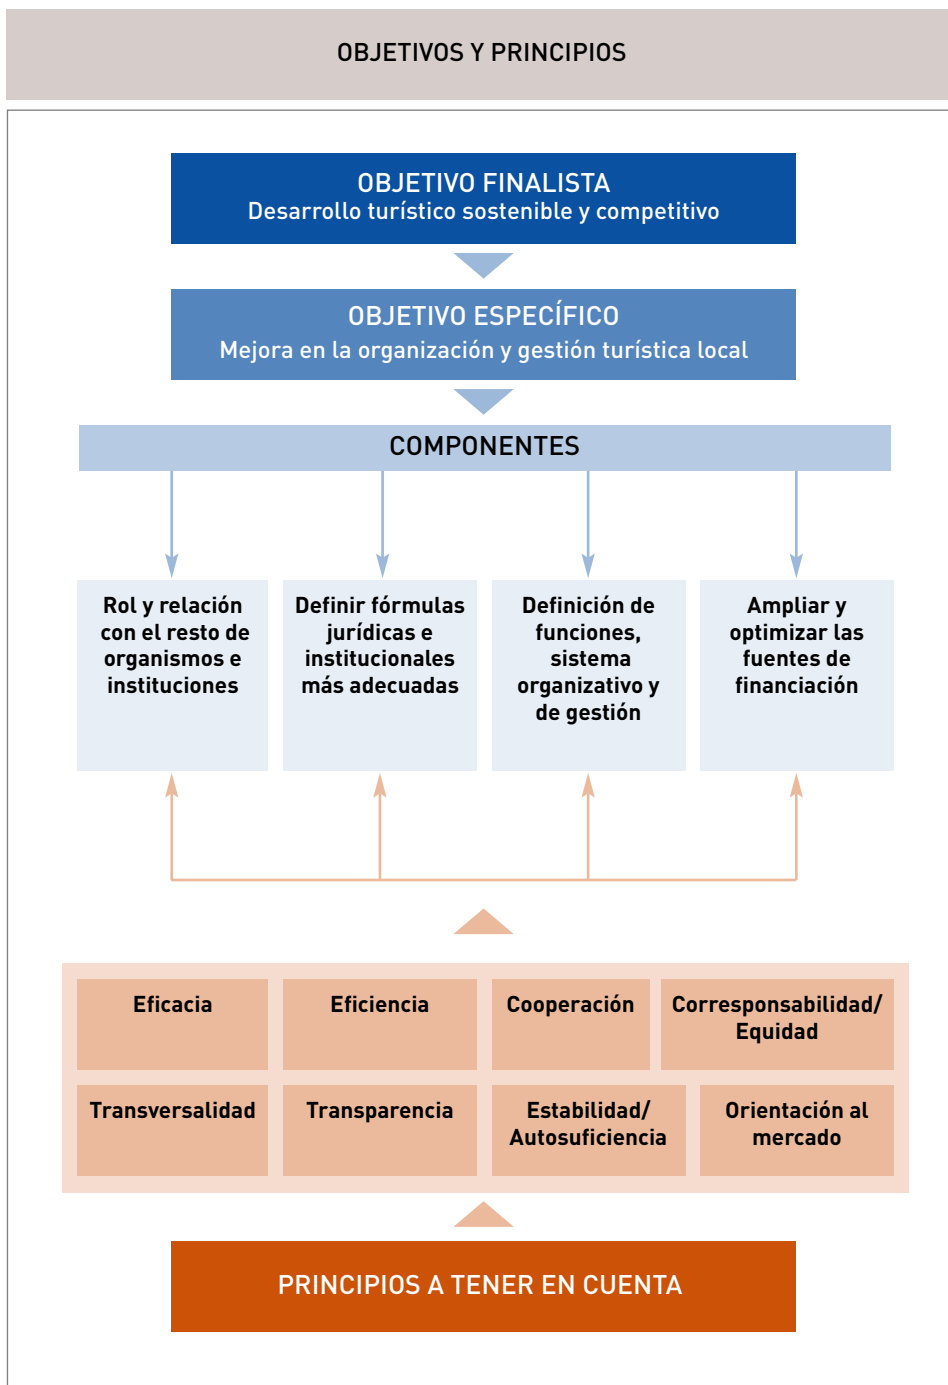 OBJETIVOS Y PRINCIPIOS
OBJETIVO FINALISTA
Desarrollo turístico sostenible y competitivo
OBJETIVO ESPECÍFICO
Mejora en la organización y gestión turística local
COMPONENTES
Rol y relación
con el resto de
organismos e
instituciones
Definir fórmulas
jurídicas e
institucionales
más adecuadas
Definición de
funciones,
sistema
organizativo y
de gestión
Ampliar y
optimizar las
fuentes de
financiación
Eficacia
Eficiencia
Cooperación
Corresponsabilidad/
Equidad
Transversalidad
Transparencia
Estabilidad/
Autosuficiencia
Orientación al
mercado
PRINCIPIOS A TENER EN CUENTA